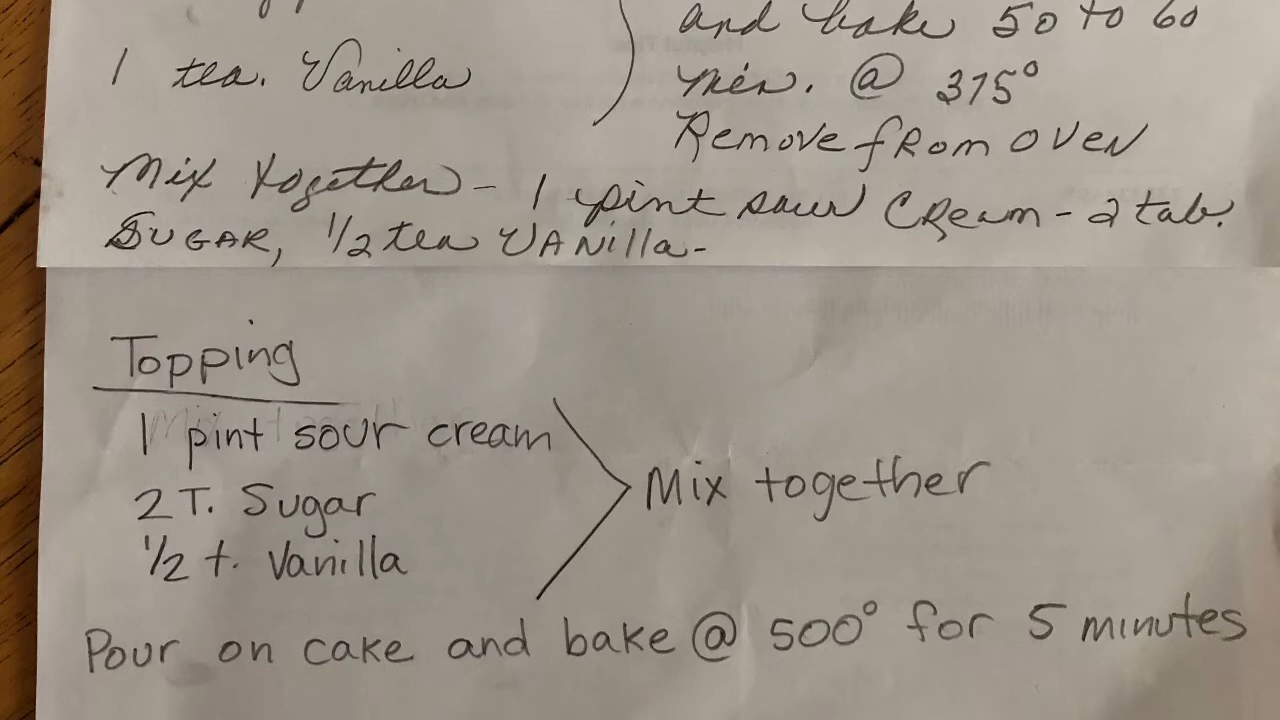 and bake 50 to 60
1 tea. Vanilla
min. @ 375°
Remove from oven
Mix together - 1 pint sour cream - 2 tab.
SUGAR, 1/2 tea VANilla -
Topping
1 pint sour cream
2 T. Sugar
1/2 t. Vanilla
Mix together
Pour on cake and bake @ 500° for 5 minutes